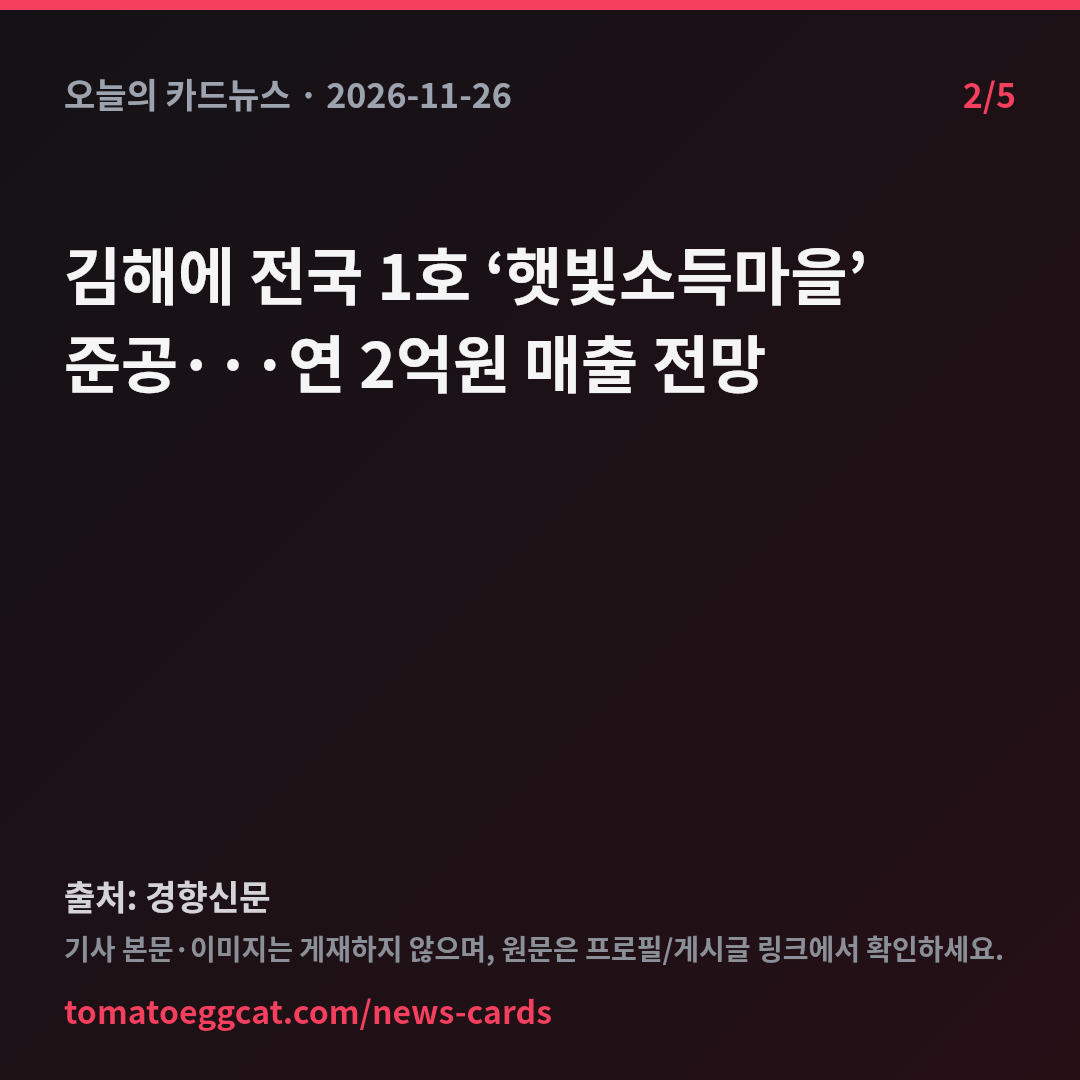 오늘의 카드뉴스 · 2026-11-26
2/5
김해에 전국 1호 ‘햇빛소득마을’
준공···연 2억원 매출 전망
출처: 경향신문
기사 본문·이미지는 게재하지 않으며, 원문은 프로필/게시글 링크에서 확인하세요.
tomatoeggcat.com/news-cards